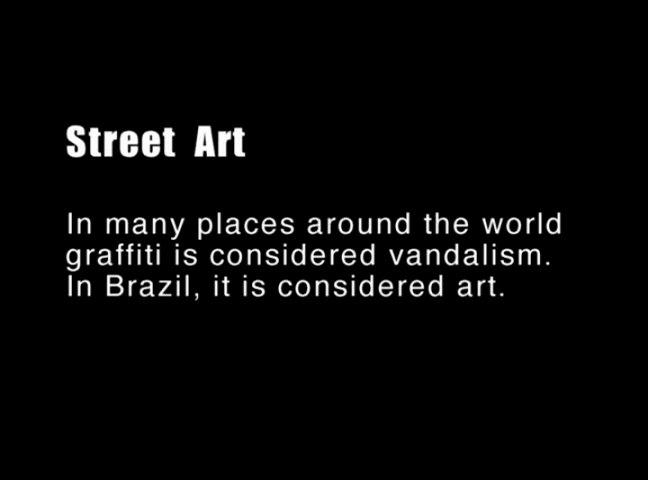 Street Art
In many places around the world
graffiti is considered vandalism.
In Brazil, it is considered art.